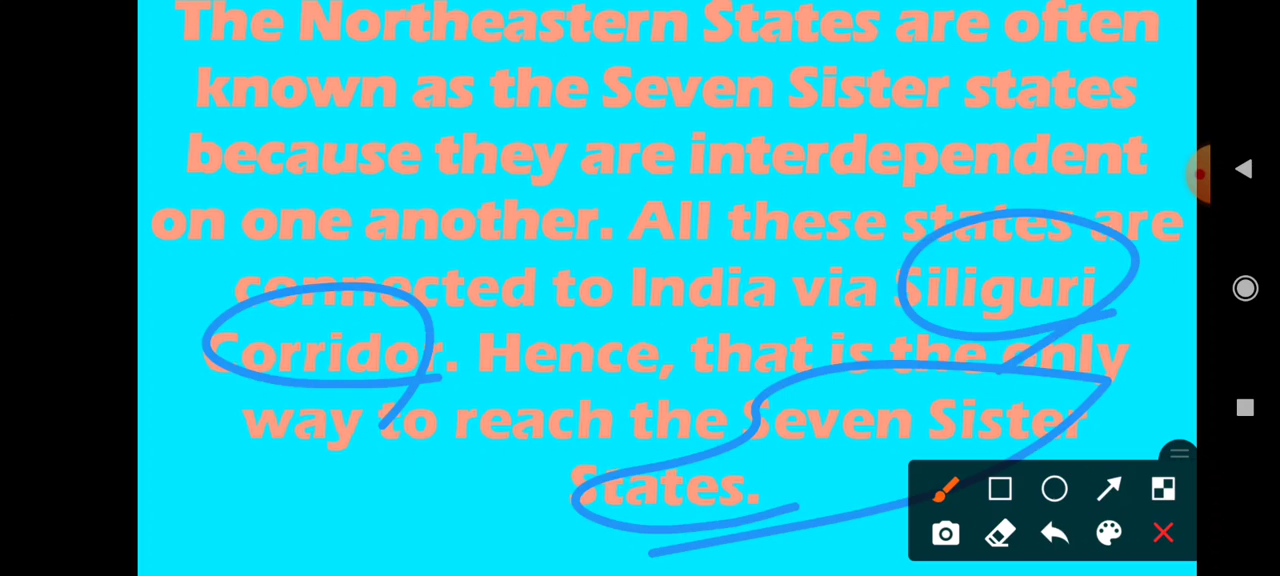 The Northeastern States are often
known as the Seven Sister states
because they are interdependent
on one another. All these states are
connected to India via Siliguri
Corridor. Hence, that is the only
way to reach the Seven Sister
States.